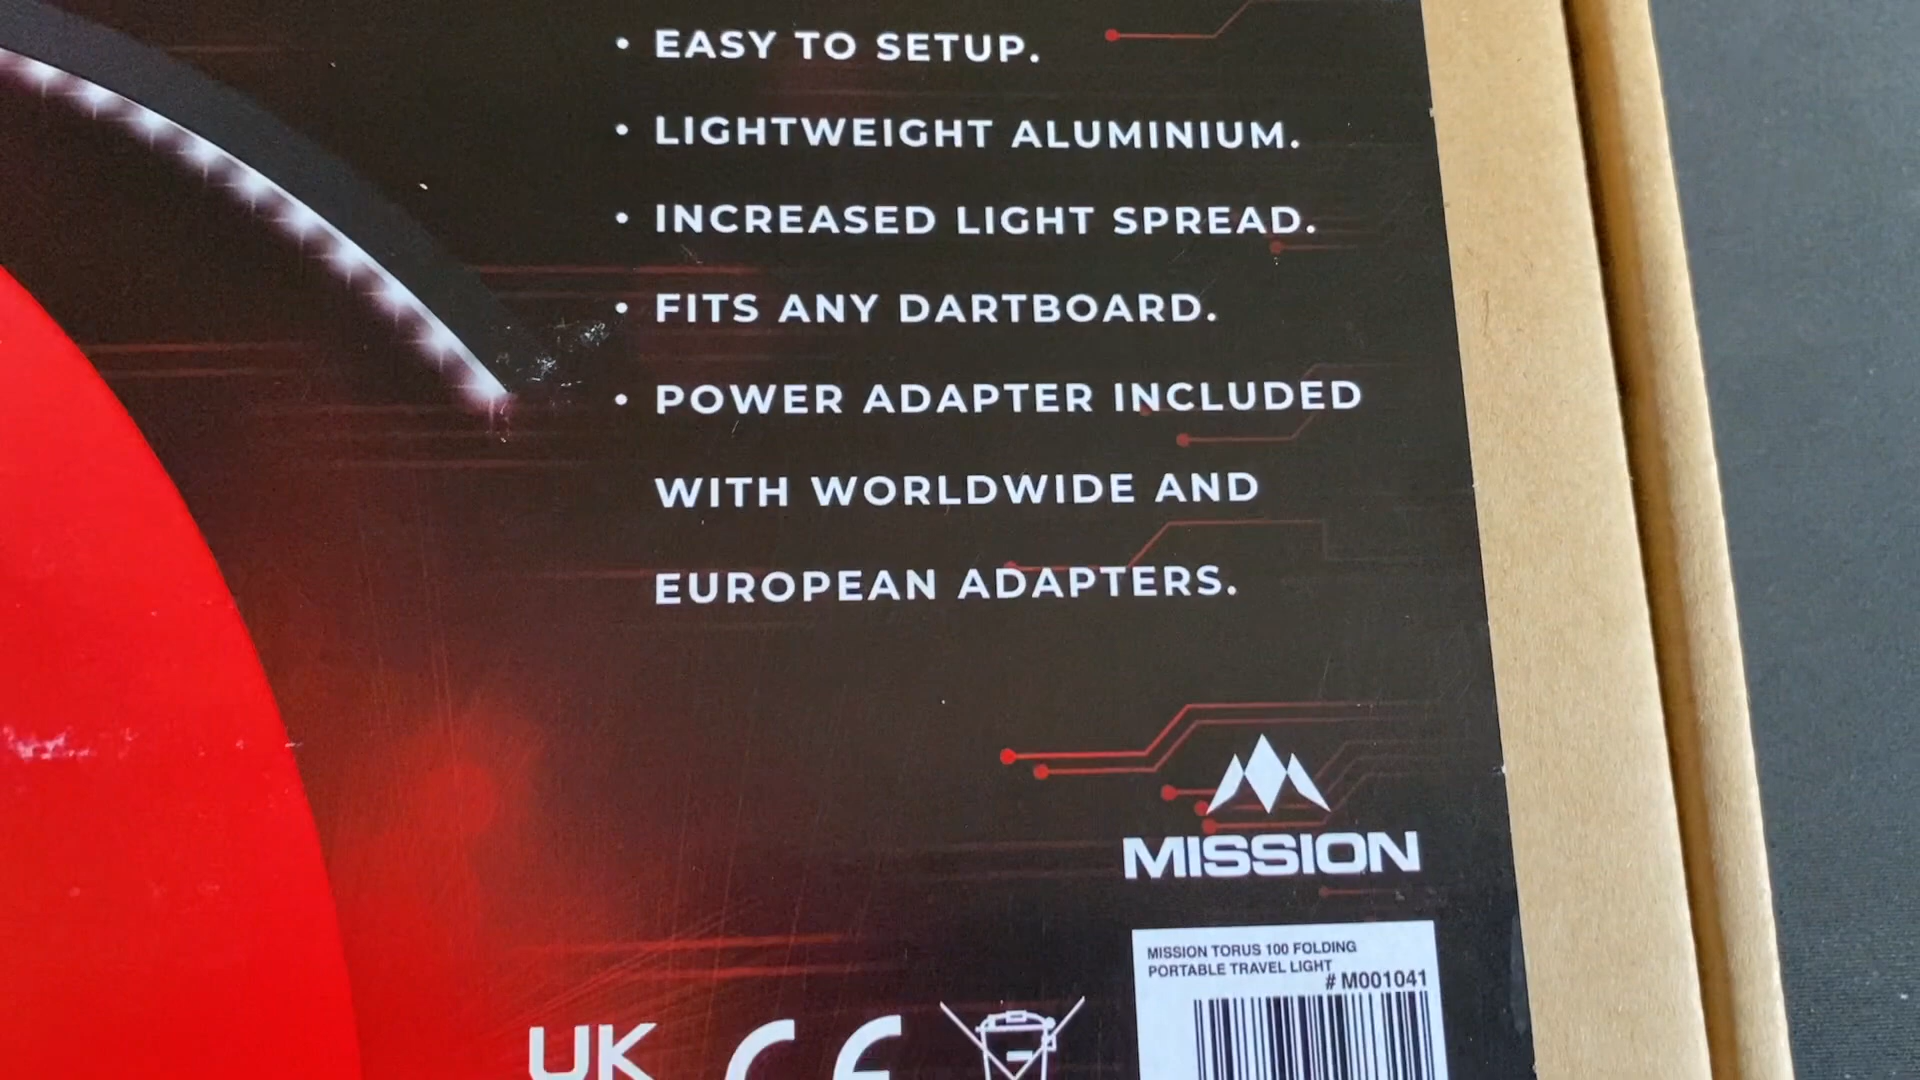 • EASY TO SETUP.
• LIGHTWEIGHT ALUMINIUM.
• INCREASED LIGHT SPREAD.
• FITS ANY DARTBOARD.
• POWER ADAPTER INCLUDED
WITH WORLDWIDE AND
EUROPEAN ADAPTERS.
MISSION
MISSION TORUS 100 FOLDING
PORTABLE TRAVEL LIGHT
# M001041
UK CE